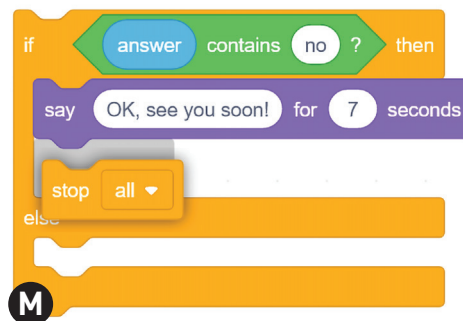 if answer contains no ? then
say OK, see you soon! for 7 seconds
stop all
else
M